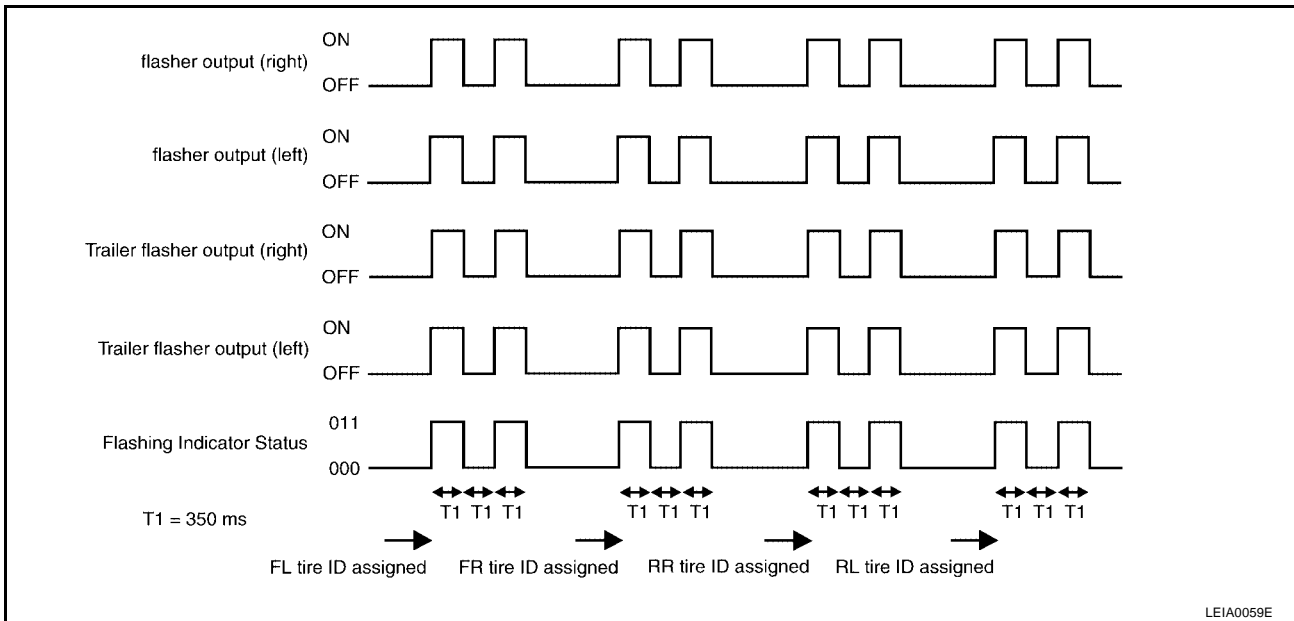 ON
flasher output (right)
OFF
ON
flasher output (left)
OFF
ON
Trailer flasher output (right)
OFF
ON
Trailer flasher output (left)
OFF
011
Flashing Indicator Status
000
T1 T1 T1 T1 T1 T1 T1 T1 T1 T1 T1 T1
T1 = 350 ms
FL tire ID assigned FR tire ID assigned RR tire ID assigned RL tire ID assigned
LEIA0059E